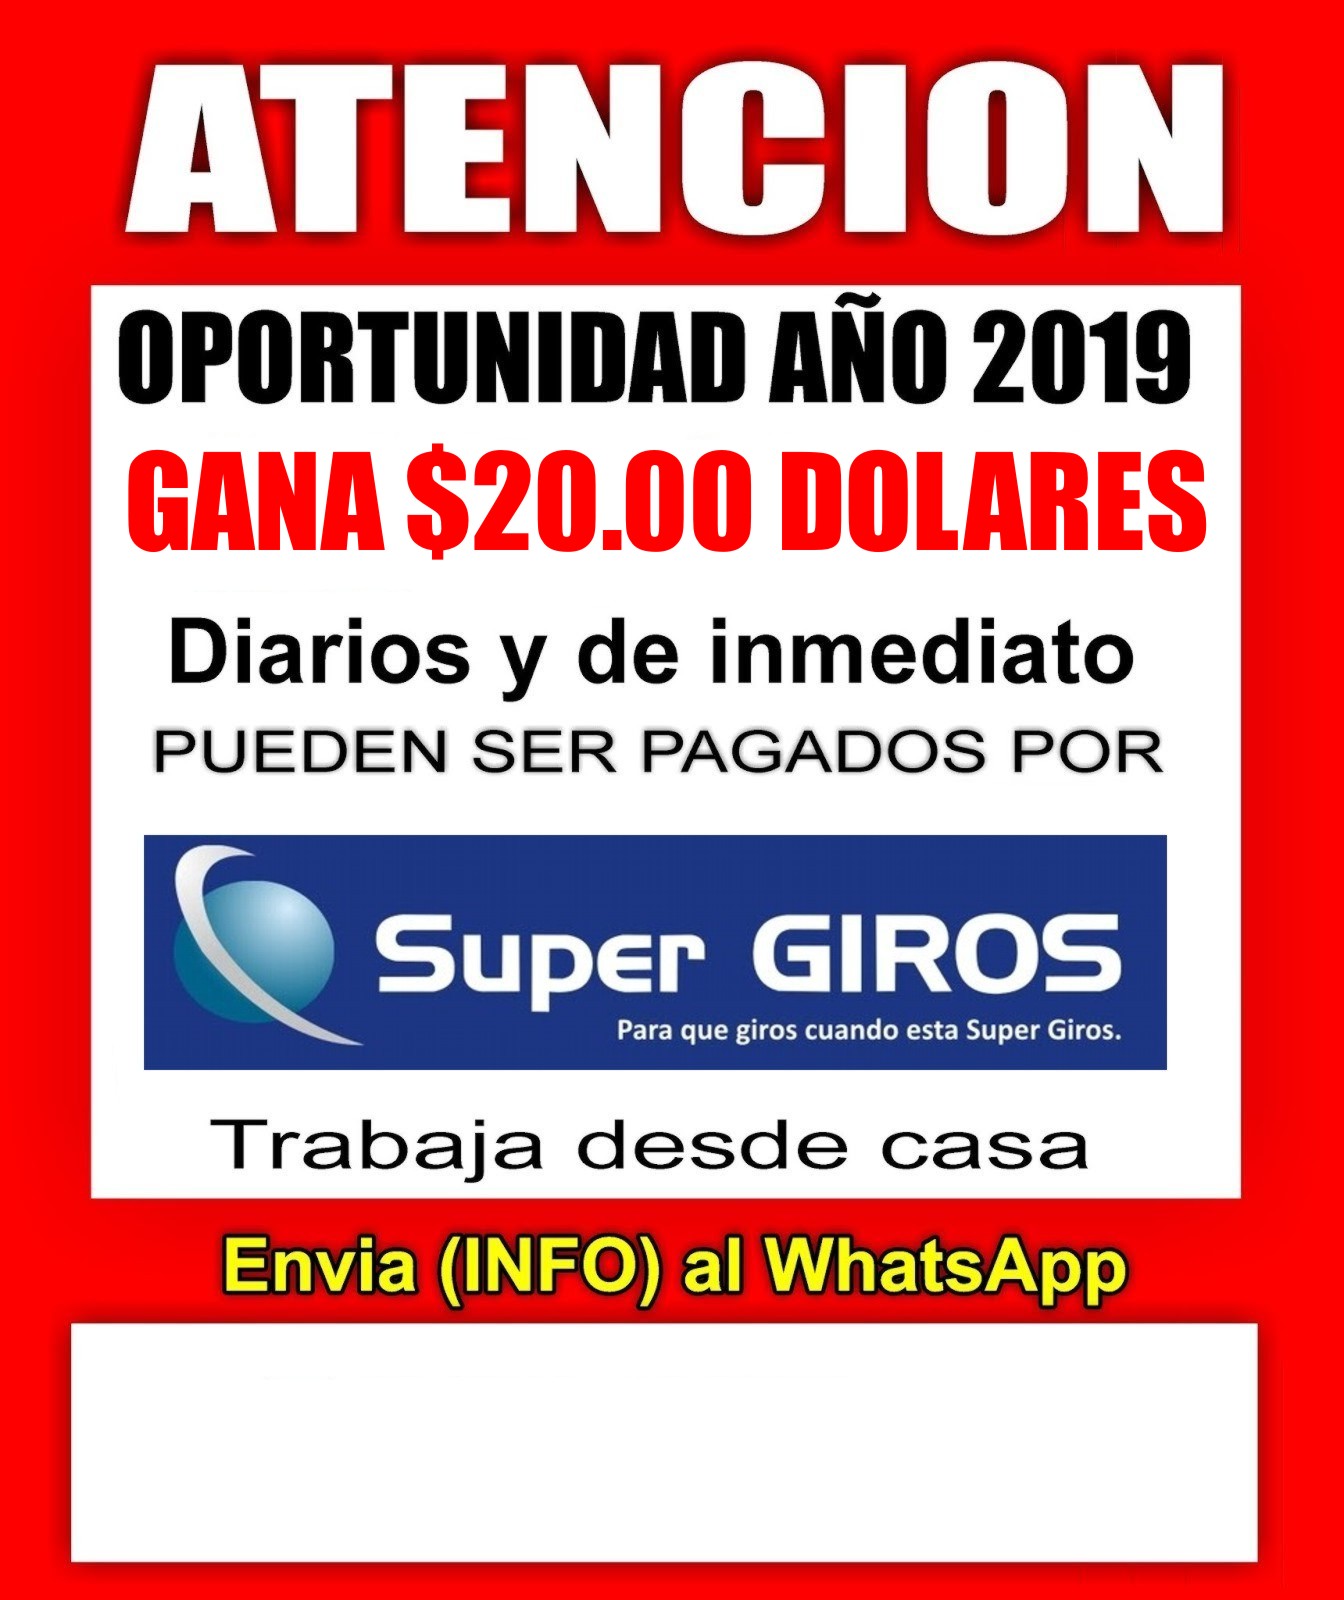 ATENCION
OPORTUNIDAD AÑO 2019
GANA $20.00 DOLARES
Diarios y de inmediato
PUEDEN SER PAGADOS POR
Super GIROS
Para que giros cuando esta Super Giros.
Trabaja desde casa
Envia (INFO) al WhatsApp